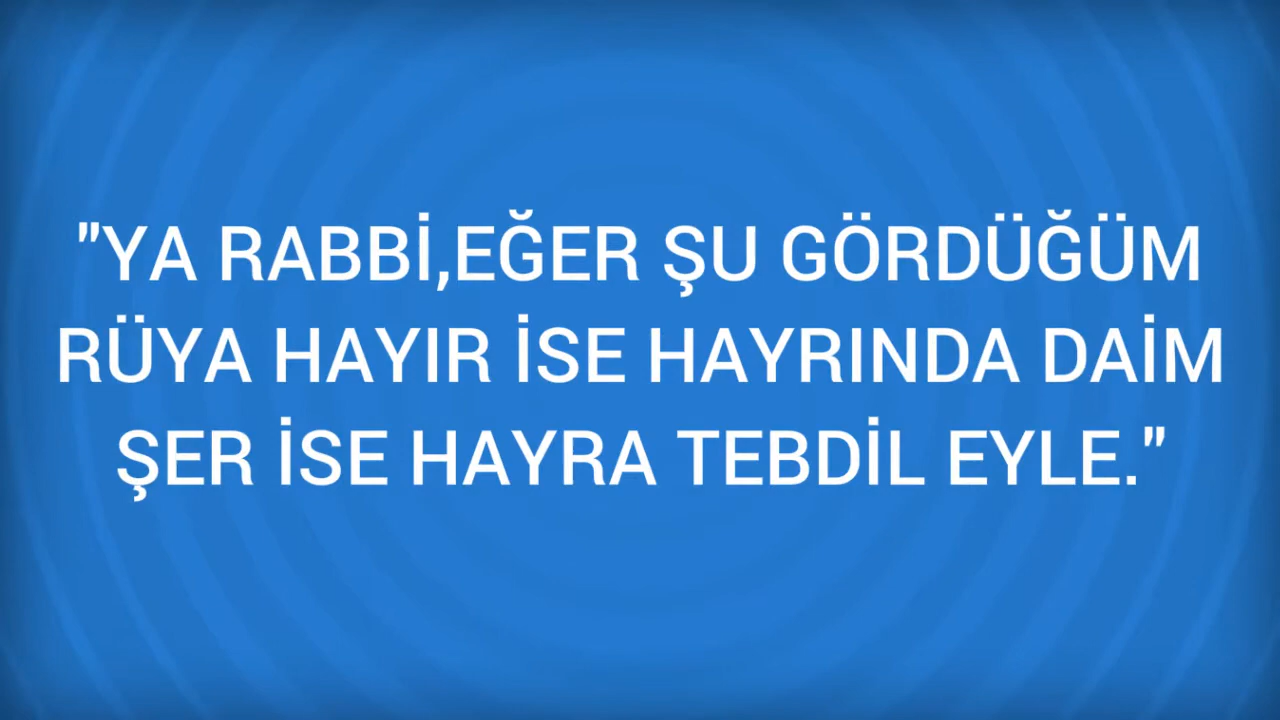 "YA RABBİ,EĞER ŞU GÖRDÜĞÜM
RÜYA HAYIR İSE HAYRINDA DAİM
ŞER İSE HAYRA TEBDİL EYLE."